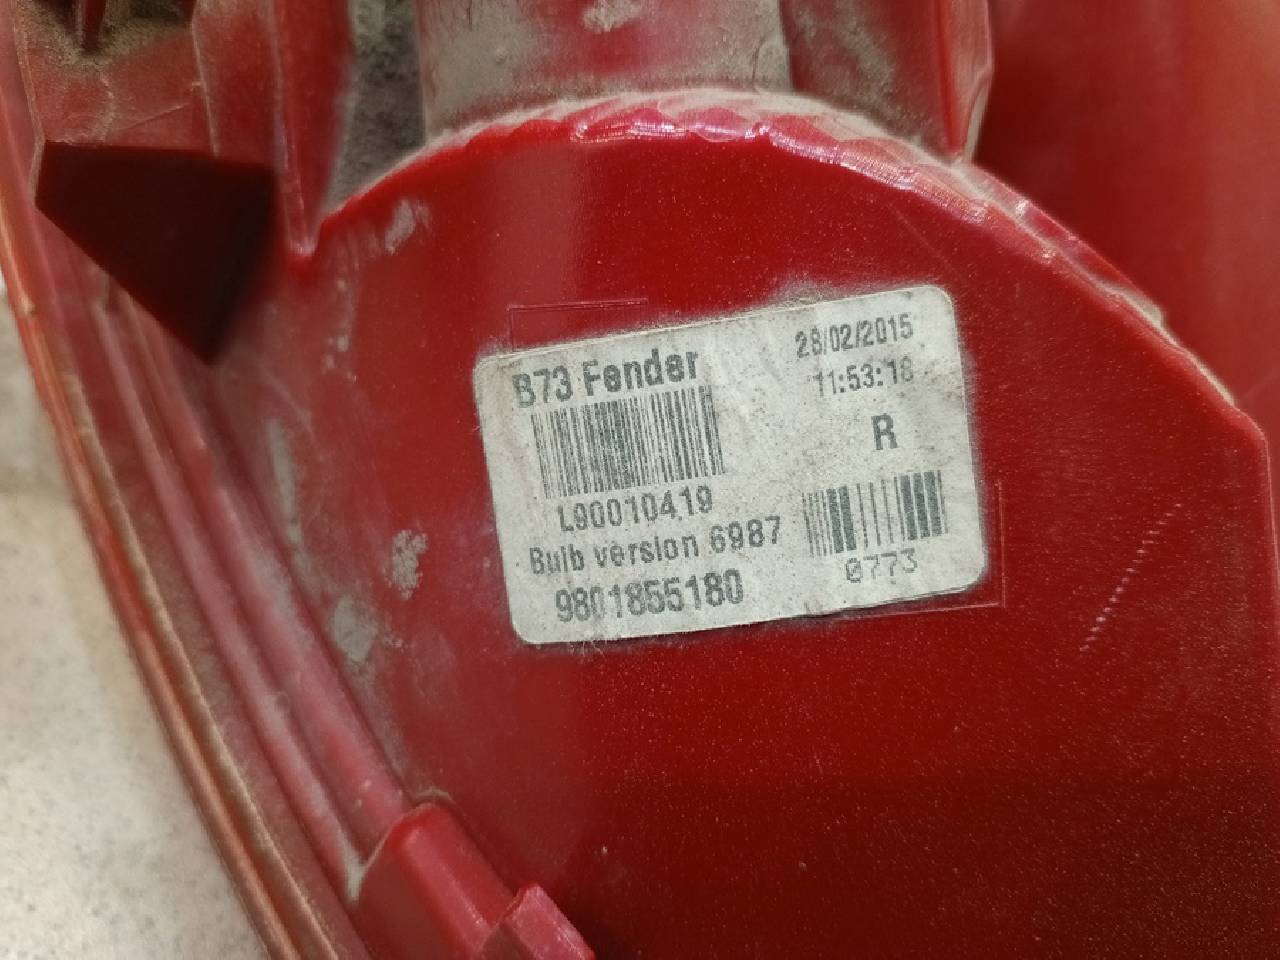 B73 Fender
28/02/2015
11:53:18
R
L90010419
Bulb version 6987
9801855180
0773